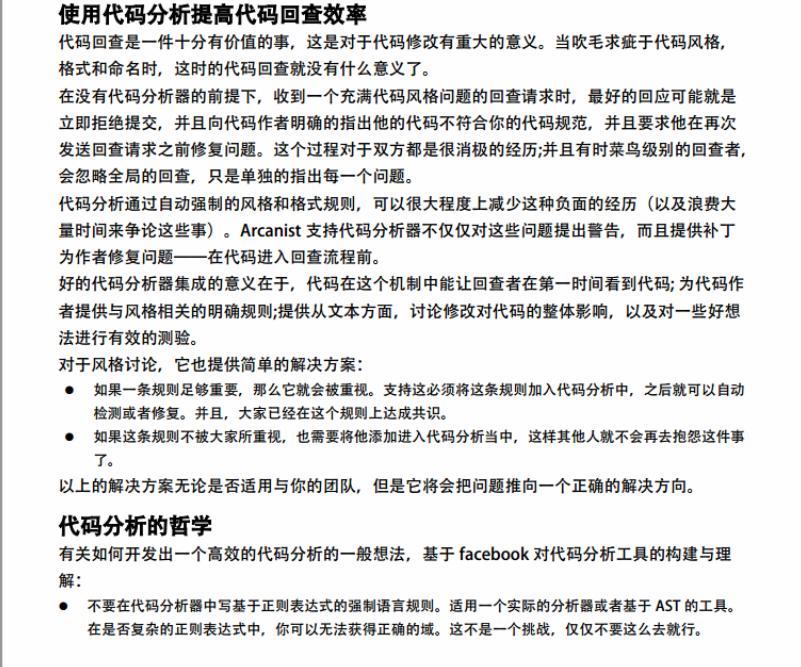 使用代码分析提高代码回查效率
代码回查是一件十分有价值的事，这是对于代码修改有重大的意义。当吹毛求疵于代码风格，
格式和命名时，这时的代码回查就没有什么意义了。
在没有代码分析器的前提下，收到一个充满代码风格问题的回查请求时，最好的回应可能就是
立即拒绝提交，并且向代码作者明确的指出他的代码不符合你的代码规范，并且要求他在再次
发送回查请求之前修复问题。这个过程对于双方都是很消极的经历;并且有时菜鸟级别的回查者,
会忽略全局的回查，只是单独的指出每一个问题。
代码分析通过自动强制的风格和格式规则，可以很大程度上减少这种负面的经历（以及浪费大
量时间来争论这些事）。Arcanist 支持代码分析器不仅仅对这些问题提出警告，而且提供补丁
为作者修复问题——在代码进入回查流程前。
好的代码分析器集成的意义在于，代码在这个机制中能让回查者在第一时间看到代码; 为代码作
者提供与风格相关的明确规则;提供从文本方面，讨论修改对代码的整体影响，以及对一些好想
法进行有效的测验。
对于风格讨论，它也提供简单的解决方案：
● 如果一条规则足够重要，那么它就会被重视。支持这必须将这条规则加入代码分析中，之后就可以自动
检测或者修复。并且，大家已经在这个规则上达成共识。
● 如果这条规则不被大家所重视，也需要将他添加进入代码分析当中，这样其他人就不会再去抱怨这件事
了。
以上的解决方案无论是否适用与你的团队，但是它将会把问题推向一个正确的解决方向。
代码分析的哲学
有关如何开发出一个高效的代码分析的一般想法，基于 facebook 对代码分析工具的构建与理
解：
● 不要在代码分析器中写基于正则表达式的强制语言规则。适用一个实际的分析器或者基于 AST 的工具。
在是否复杂的正则表达式中，你可以无法获得正确的域。这不是一个挑战，仅仅不要这么去就行。